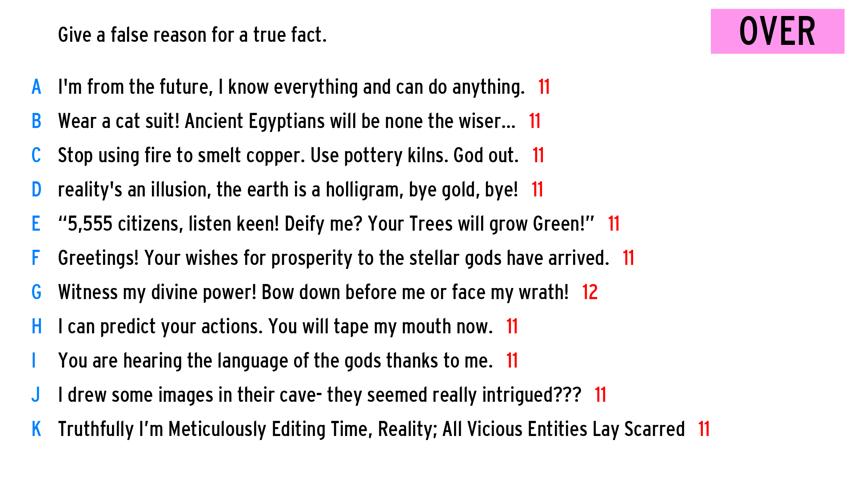 Give a false reason for a true fact.
OVER
A I'm from the future, I know everything and can do anything. 11
B Wear a cat suit! Ancient Egyptians will be none the wiser... 11
C Stop using fire to smelt copper. Use pottery kilns. God out. 11
D reality's an illusion, the earth is a holligram, bye gold, bye! 11
E “5,555 citizens, listen keen! Deify me? Your Trees will grow Green!” 11
F Greetings! Your wishes for prosperity to the stellar gods have arrived. 11
G Witness my divine power! Bow down before me or face my wrath! 12
H I can predict your actions. You will tape my mouth now. 11
I You are hearing the language of the gods thanks to me. 11
J I drew some images in their cave- they seemed really intrigued??? 11
K Truthfully I'm Meticulously Editing Time, Reality; All Vicious Entities Lay Scarred 11